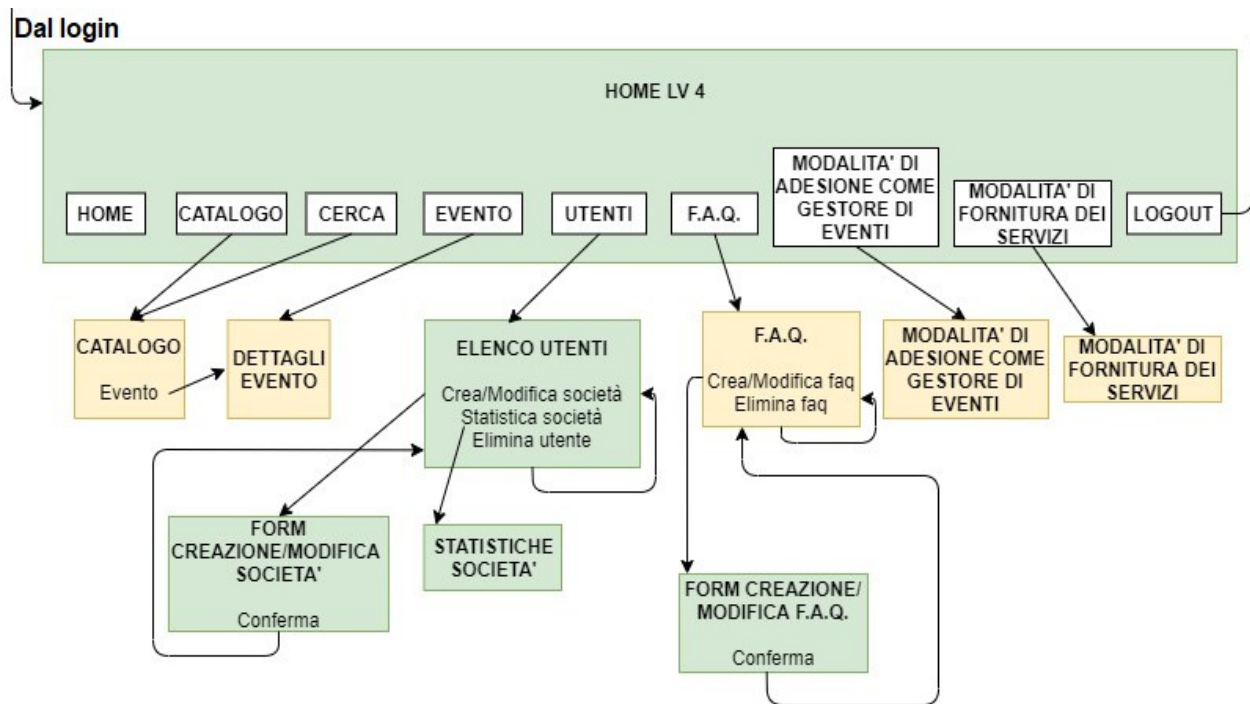 Dal login
HOME LV 4
HOME
CATALOGO
CERCA
EVENTO
UTENTI
F.A.Q.
MODALITA' DI
ADESIONE COME
GESTORE DI
EVENTI
MODALITA' DI
FORNITURA DEI
SERVIZI
LOGOUT
CATALOGO
Evento
DETTAGLI
EVENTO
ELENCO UTENTI
Crea/Modifica società
Statistica società
Elimina utente
F.A.Q.
Crea/Modifica faq
Elimina faq
MODALITA' DI
ADESIONE COME
GESTORE DI
EVENTI
MODALITA' DI
FORNITURA DEI
SERVIZI
FORM
CREAZIONE/MODIFICA
SOCIETA'
Conferma
STATISTICHE
SOCIETA'
FORM CREAZIONE/
MODIFICA F.A.Q.
Conferma